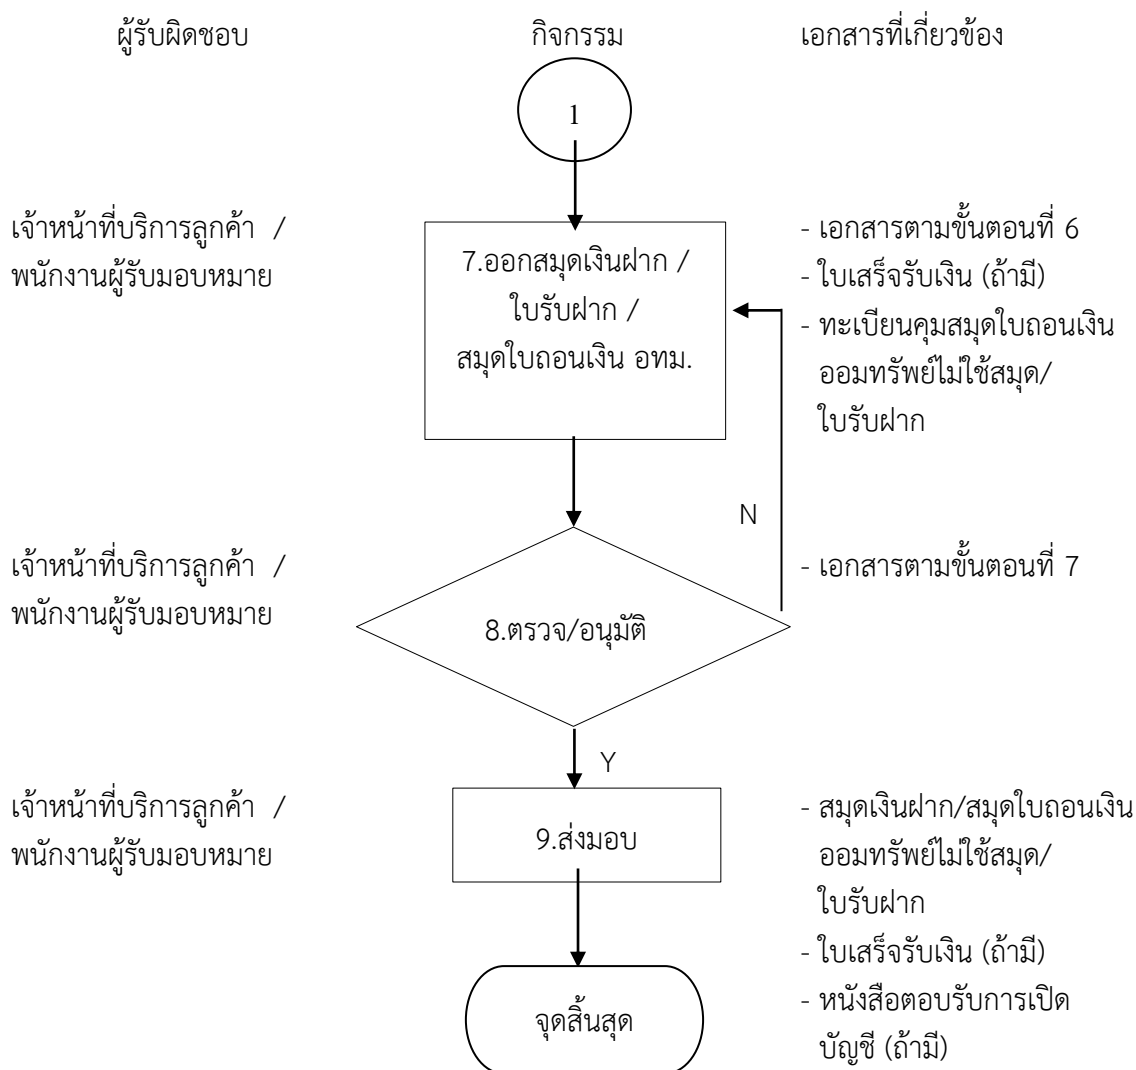 ผู้รับผิดชอบ กิจกรรม เอกสารที่เกี่ยวข้อง
1
เจ้าหน้าที่บริการลูกค้า /
พนักงานผู้รับมอบหมาย
7.ออกสมุดเงินฝาก /
ใบรับฝาก /
สมุดใบถอนเงิน อทม.
- เอกสารตามขั้นตอนที่ 6
- ใบเสร็จรับเงิน (ถ้ามี)
- ทะเบียนคุมสมุดใบถอนเงิน
ออมทรัพย์ไม่ใช้สมุด/
ใบรับฝาก
N
เจ้าหน้าที่บริการลูกค้า /
พนักงานผู้รับมอบหมาย
8.ตรวจ/อนุมัติ
- เอกสารตามขั้นตอนที่ 7
Y
เจ้าหน้าที่บริการลูกค้า /
พนักงานผู้รับมอบหมาย
9.ส่งมอบ
- สมุดเงินฝาก/สมุดใบถอนเงิน
ออมทรัพย์ไม่ใช้สมุด/
ใบรับฝาก
- ใบเสร็จรับเงิน (ถ้ามี)
- หนังสือตอบรับการเปิด
บัญชี (ถ้ามี)
จุดสิ้นสุด